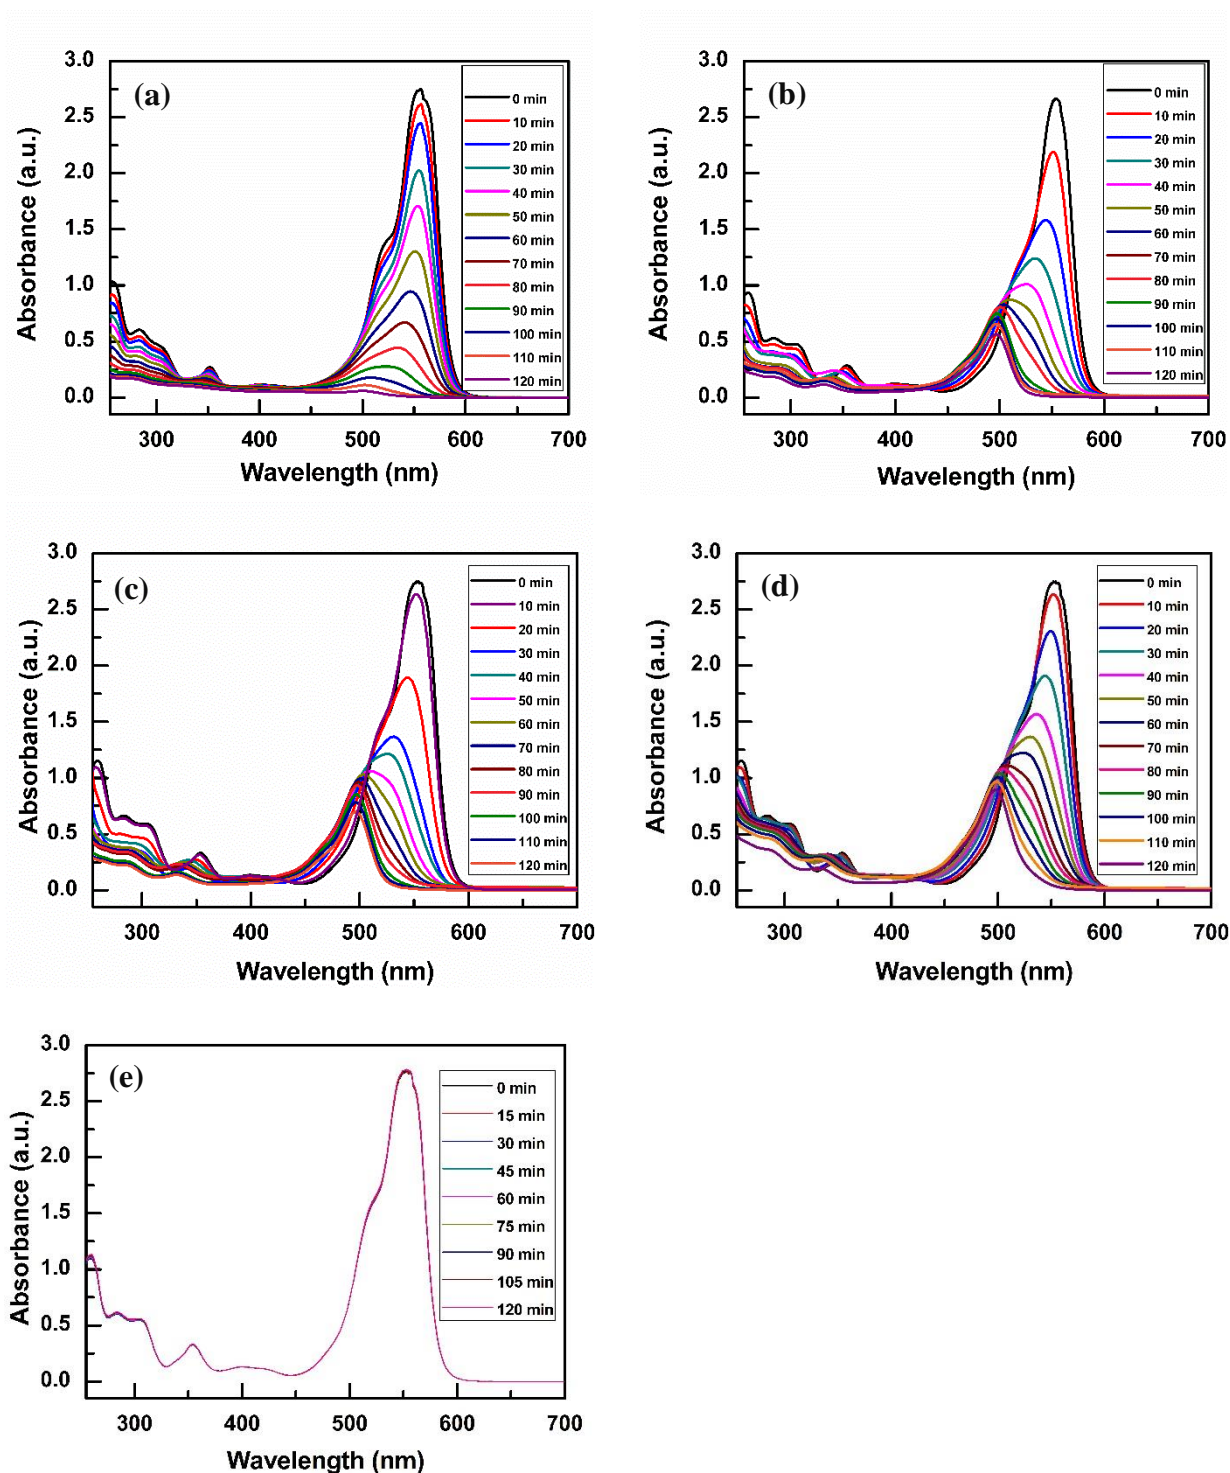 (a)
3.0
2.5
2.0
1.5
1.0
0.5
0.0
Absorbance (a.u.)
300 400 500 600 700
Wavelength (nm)
0 min
10 min
20 min
30 min
40 min
50 min
60 min
70 min
80 min
90 min
100 min
110 min
120 min
(b)
3.0
2.5
2.0
1.5
1.0
0.5
0.0
Absorbance (a.u.)
300 400 500 600 700
Wavelength (nm)
0 min
10 min
20 min
30 min
40 min
50 min
60 min
70 min
80 min
90 min
100 min
110 min
120 min
(c)
3.0
2.5
2.0
1.5
1.0
0.5
0.0
Absorbance (a.u.)
300 400 500 600 700
Wavelength (nm)
0 min
10 min
20 min
30 min
40 min
50 min
60 min
70 min
80 min
90 min
100 min
110 min
120 min
(d)
3.0
2.5
2.0
1.5
1.0
0.5
0.0
Absorbance (a.u.)
300 400 500 600 700
Wavelength (nm)
0 min
10 min
20 min
30 min
40 min
50 min
60 min
70 min
80 min
90 min
100 min
110 min
120 min
(e)
3.0
2.5
2.0
1.5
1.0
0.5
0.0
Absorbance (a.u.)
300 400 500 600 700
Wavelength (nm)
0 min
15 min
30 min
45 min
60 min
75 min
90 min
105 min
120 min